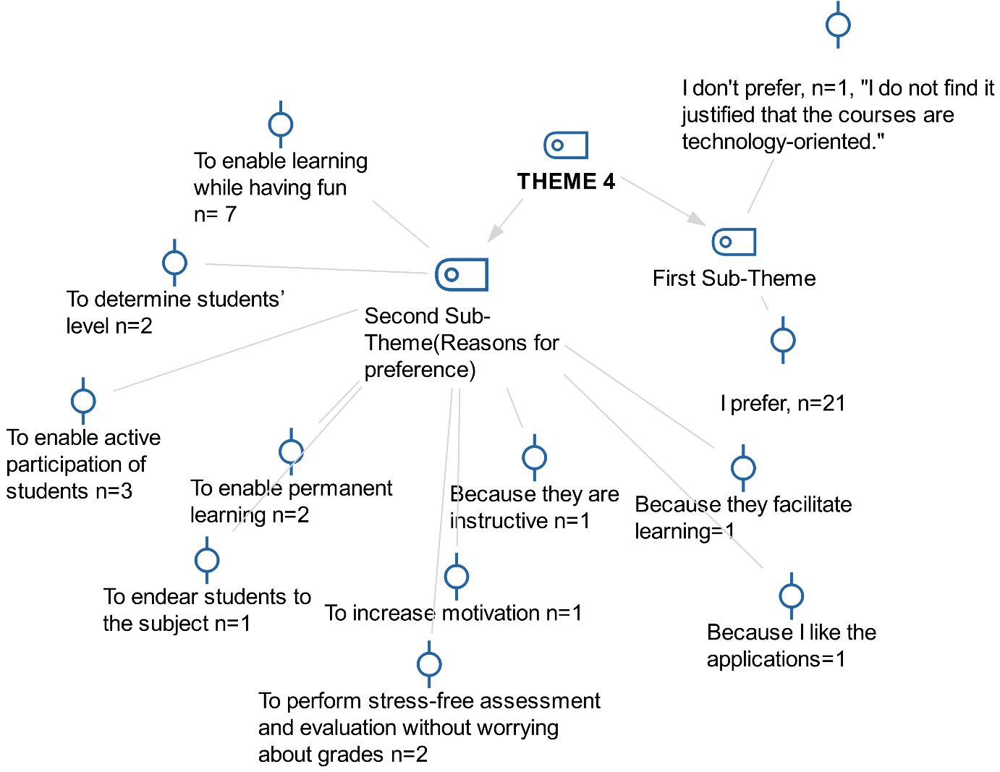 I don't prefer, n=1, "I do not find it
justified that the courses are
technology-oriented."
THEME 4
To enable learning
while having fun
n= 7
First Sub-Theme
To determine students’
level n=2
Second Sub-
Theme(Reasons for
preference)
I prefer, n=21
To enable active
participation of
students n=3
To enable permanent
learning n=2
Because they are
instructive n=1
Because they facilitate
learning=1
To endear students to
the subject n=1
To increase motivation n=1
Because I like the
applications=1
To perform stress-free assessment
and evaluation without worrying
about grades n=2